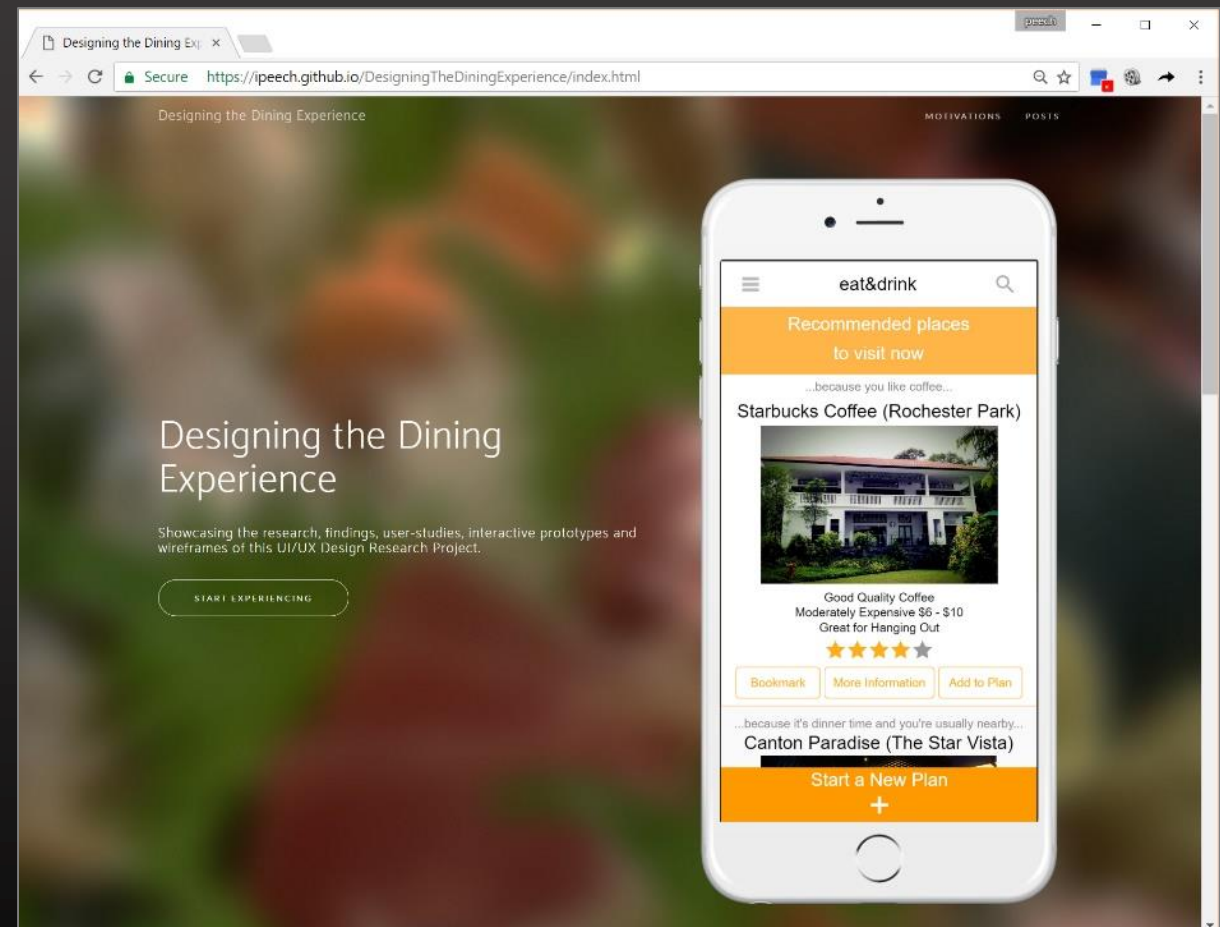 peech
Designing the Dining Exp
Secure https://ipeech.github.io/DesigningTheDiningExperience/index.html
Designing the Dining Experience
MOTIVATIONS POSTS
eat&drink
Recommended places
to visit now
...because you like coffee...
Starbucks Coffee (Rochester Park)
Designing the Dining
Experience
Showcasing the research, findings, user-studies, interactive prototypes and
wireframes of this UI/UX Design Research Project.
START EXPERIENCING
Good Quality Coffee
Moderately Expensive $6 - $10
Great for Hanging Out
Bookmark More Information Add to Plan
...because it's dinner time and you're usually nearby...
Canton Paradise (The Star Vista)
Start a New Plan
+